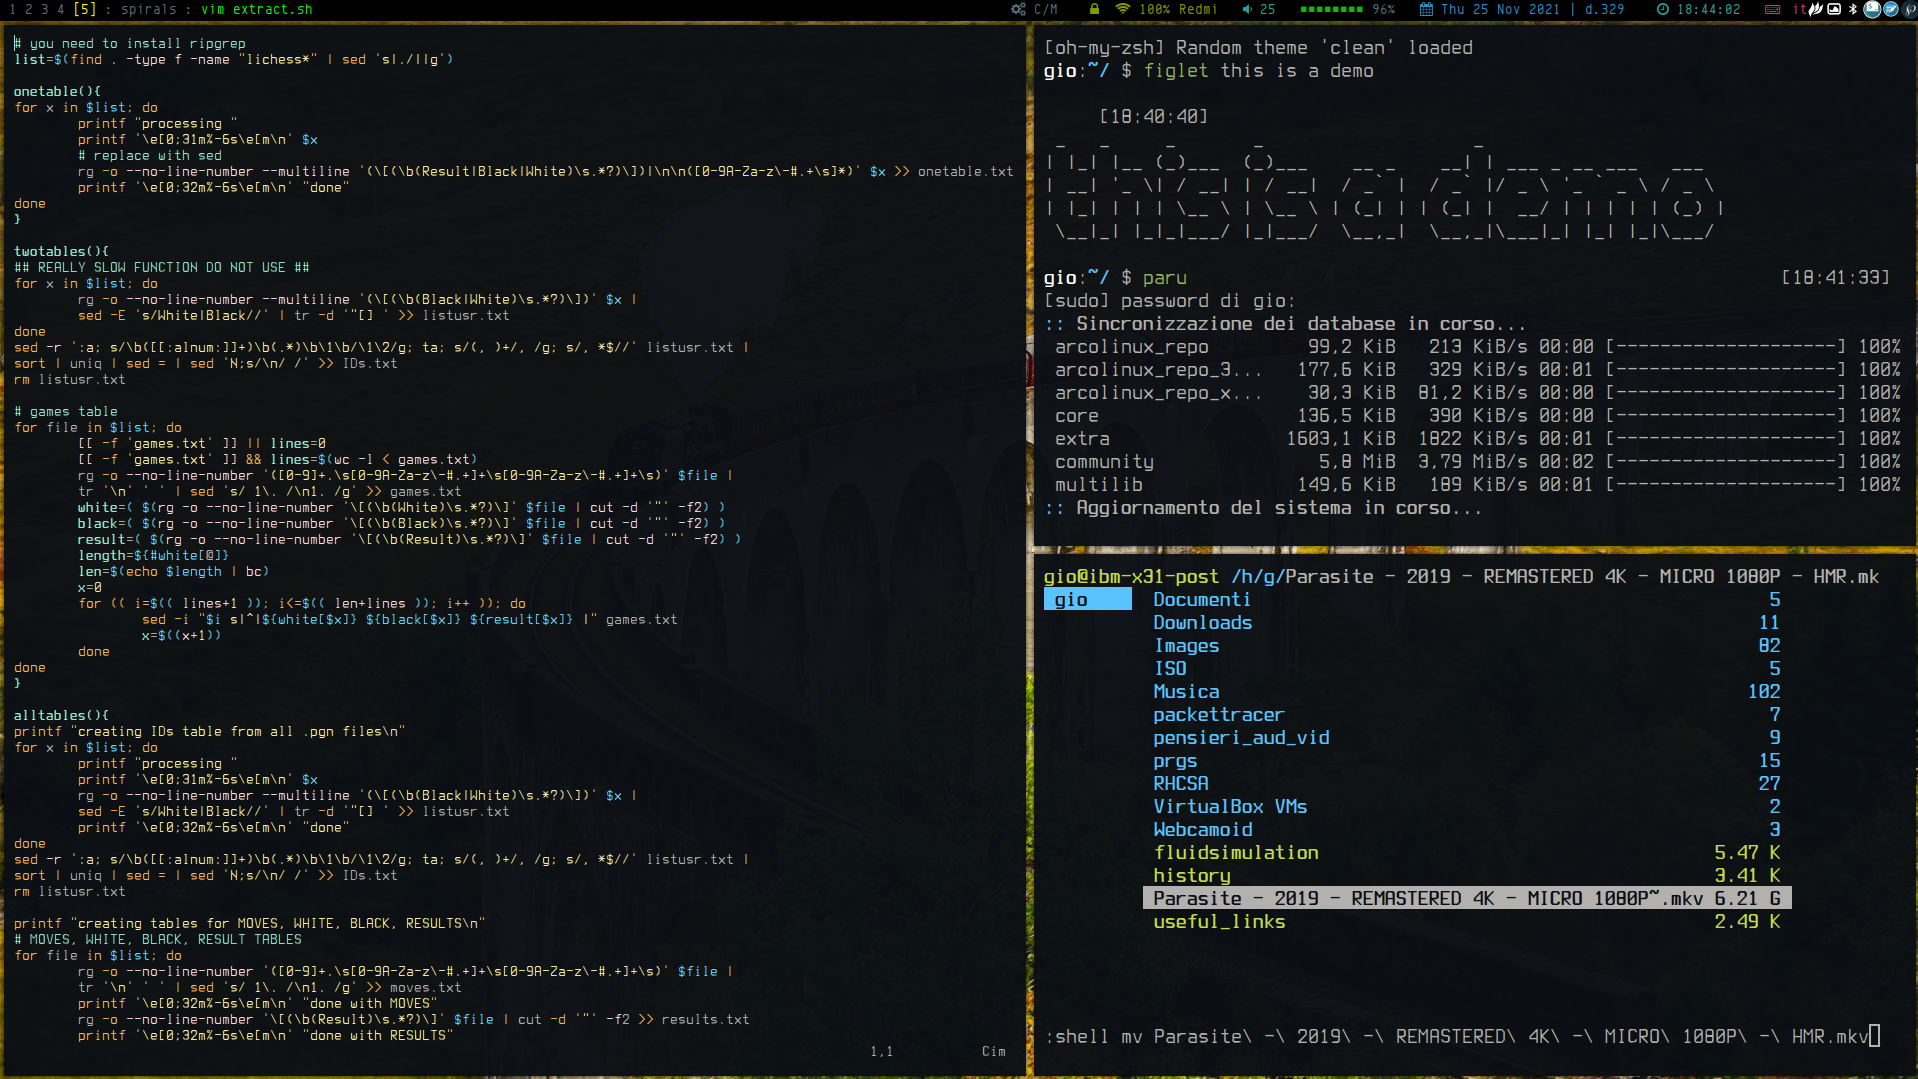 1 2 3 4 [5] : spirals : vim extract.sh
C/M 100% Redmi 25 96% Thu 25 Nov 2021 | d.329 18:44:02 it
# you need to install ripgrep
list=$(find . -type f -name "lichess*" | sed 's|./||g')
onetable(){
for x in $list; do
printf "processing "
printf '\e[0;31m%-6s\e[m\n' $x
# replace with sed
rg -o --no-line-number --multiline '(\[(\b(Result|Black|White)\s.*?)\])|\n\n([0-9A-Za-z\-#.+\s]*)' $x >> onetable.txt
printf '\e[0;32m%-6s\e[m\n' "done"
done
}
twotables(){
## REALLY SLOW FUNCTION DO NOT USE ##
for x in $list; do
rg -o --no-line-number --multiline '(\[(\b(Black|White)\s.*?)\])' $x |
sed -E 's/White|Black//' | tr -d '"[] ' >> listusr.txt
done
sed -r ':a; s/\b([[:alnum:]]+)\b(.*)\b\1\b/\1\2/g; ta; s/(, )+/, /g; s/, *$//' listusr.txt |
sort | uniq | sed = | sed 'N;s/\n/ /' >> IDs.txt
rm listusr.txt
# games table
for file in $list; do
[[ -f 'games.txt' ]] || lines=0
[[ -f 'games.txt' ]] && lines=$(wc -l < games.txt)
rg -o --no-line-number '([0-9]+.\s[0-9A-Za-z\-#.+]+\s[0-9A-Za-z\-#.+]+\s)' $file |
tr '\n' ' ' | sed 's/ 1\. /\n1. /g' >> games.txt
white=( $(rg -o --no-line-number '\[(\b(White)\s.*?)\]' $file | cut -d '"' -f2) )
black=( $(rg -o --no-line-number '\[(\b(Black)\s.*?)\]' $file | cut -d '"' -f2) )
result=( $(rg -o --no-line-number '\[(\b(Result)\s.*?)\]' $file | cut -d '"' -f2) )
length=${#white[@]}
len=$(echo $length | bc)
x=0
for (( i=$(( lines+1 )); i<=$(( len+lines )); i++ )); do
sed -i "$i s|^|${white[$x]} ${black[$x]} ${result[$x]} |" games.txt
x=$((x+1))
done
done
}
alltables(){
printf "creating IDs table from all .pgn files\n"
for x in $list; do
printf "processing "
printf '\e[0;31m%-6s\e[m\n' $x
rg -o --no-line-number --multiline '(\[(\b(Black|White)\s.*?)\])' $x |
sed -E 's/White|Black//' | tr -d '"[] ' >> listusr.txt
printf '\e[0;32m%-6s\e[m\n' "done"
done
sed -r ':a; s/\b([[:alnum:]]+)\b(.*)\b\1\b/\1\2/g; ta; s/(, )+/, /g; s/, *$//' listusr.txt |
sort | uniq | sed = | sed 'N;s/\n/ /' >> IDs.txt
rm listusr.txt
printf "creating tables for MOVES, WHITE, BLACK, RESULTS\n"
# MOVES, WHITE, BLACK, RESULT TABLES
for file in $list; do
rg -o --no-line-number '([0-9]+.\s[0-9A-Za-z\-#.+]+\s[0-9A-Za-z\-#.+]+\s)' $file |
tr '\n' ' ' | sed 's/ 1\. /\n1. /g' >> moves.txt
printf '\e[0;32m%-6s\e[m\n' "done with MOVES"
rg -o --no-line-number '\[(\b(Result)\s.*?)\]' $file | cut -d '"' -f2 >> results.txt
printf '\e[0;32m%-6s\e[m\n' "done with RESULTS"
1,1 Cim
[oh-my-zsh] Random theme 'clean' loaded
gio:~/ $ figlet this is a demo
[18:40:40]
this is a demo
gio:~/ $ paru [18:41:33]
[sudo] password di gio:
:: Sincronizzazione dei database in corso...
arcolinux_repo 99,2 KiB 213 KiB/s 00:00 [--------------------] 100%
arcolinux_repo_3... 177,6 KiB 329 KiB/s 00:01 [--------------------] 100%
arcolinux_repo_x... 30,3 KiB 81,2 KiB/s 00:00 [--------------------] 100%
core 136,5 KiB 390 KiB/s 00:00 [--------------------] 100%
extra 1603,1 KiB 1822 KiB/s 00:01 [--------------------] 100%
community 5,8 MiB 3,79 MiB/s 00:02 [--------------------] 100%
multilib 149,6 KiB 189 KiB/s 00:01 [--------------------] 100%
:: Aggiornamento del sistema in corso...
gio@ibm-x31-post /h/g/Parasite - 2019 - REMASTERED 4K - MICRO 1080P - HMR.mk
gio Documenti 5
Downloads 11
Images 82
ISO 5
Musica 102
packettracer 7
pensieri_aud_vid 9
prgs 15
RHCSA 27
VirtualBox VMs 2
Webcamoid 3
fluidsimulation 5.47 K
history 3.41 K
Parasite - 2019 - REMASTERED 4K - MICRO 1080P~.mkv 6.21 G
useful_links 2.49 K
:shell mv Parasite\ -\ 2019\ -\ REMASTERED\ 4K\ -\ MICRO\ 1080P\ -\ HMR.mkv